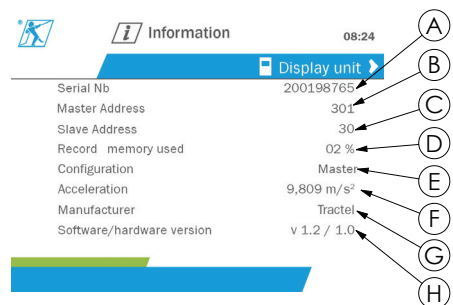 i Information 08:24
Display unit
Serial Nb 200198765
Master Address 301
Slave Address 30
Record memory used 02 %
Configuration Master
Acceleration 9,809 m/s²
Manufacturer Tractel
Software/hardware version v 1.2 / 1.0
A
B
C
D
E
F
G
H